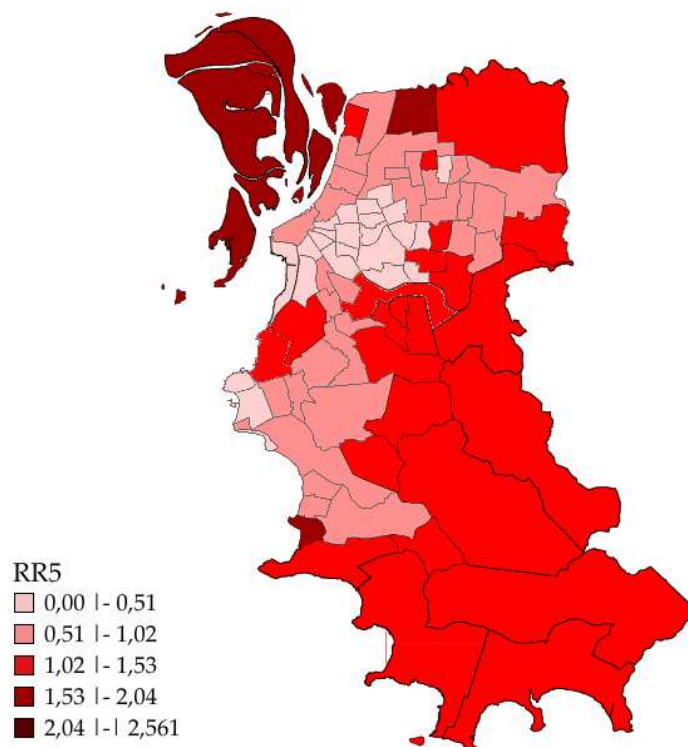 RR5
0,00 |- 0,51
0,51 |- 1,02
1,02 |- 1,53
1,53 |- 2,04
2,04 |-| 2,561